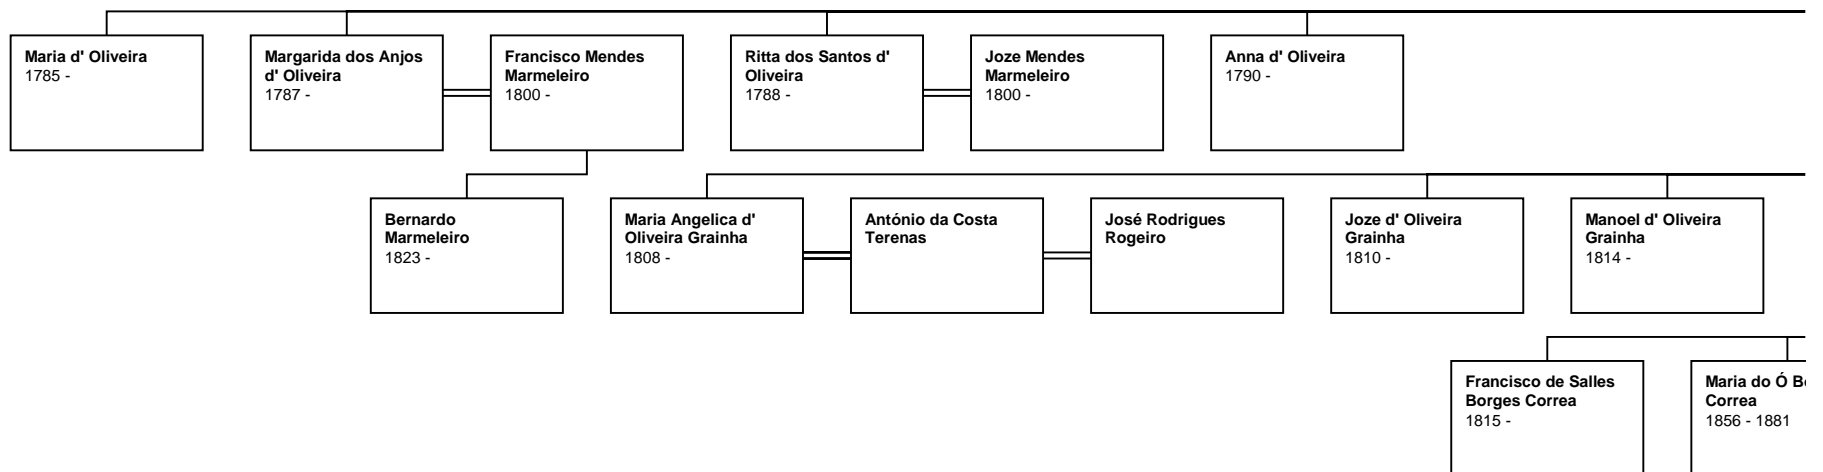 Maria d' Oliveira
1785 -
Margarida dos Anjos
d' Oliveira
1787 -
Francisco Mendes
Marmeleiro
1800 -
Ritta dos Santos d'
Oliveira
1788 -
Joze Mendes
Marmeleiro
1800 -
Anna d' Oliveira
1790 -
Bernardo
Marmeleiro
1823 -
Maria Angelica d'
Oliveira Grainha
1808 -
António da Costa
Terenas
José Rodrigues
Rogeiro
Joze d' Oliveira
Grainha
1810 -
Manoel d' Oliveira
Grainha
1814 -
Francisco de Salles
Borges Correa
1815 -
Maria do Ó
Correa
1856 - 1881